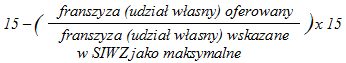 15 – ( franszyza (udział własny) oferowany ) x 15
franszyza (udział własny) wskazane
w SIWZ jako maksymalne